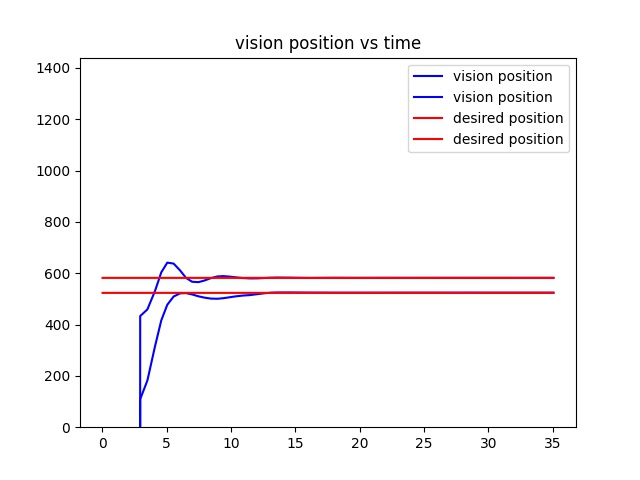 vision position vs time
1400
1200
1000
800
600
400
200
0
vision position
vision position
desired position
desired position
0 5 10 15 20 25 30 35